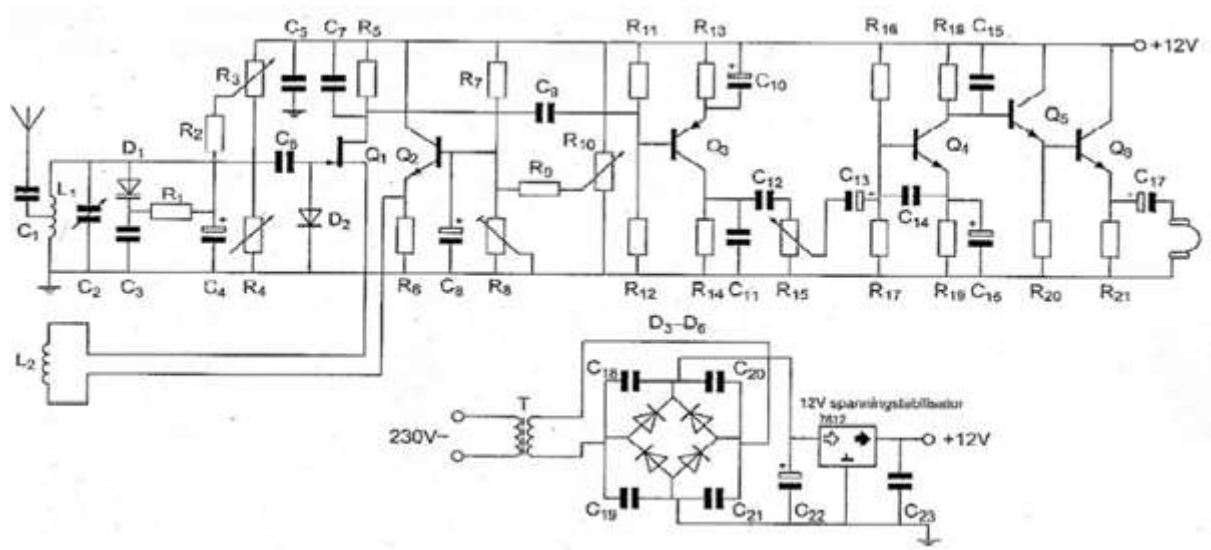 C5 C7 R5 R11 R13 R16 R18 C15
+12V
R3 R7 C9 C10
R2 R10 Q5
D1 C6 Q1 Q2 Q3 Q4 Q6
L1 R1 R9 C12 C13 C17
C1 D2 C14
C2 C3 C4 R4 R6 C8 R8 R12 R14 C11 R15 R17 R19 C16 R20 R21
D3–D6
L2
C18 C20
T 12V spanningstabilisator
7812
230V~ +12V
C19 C21 C22 C23